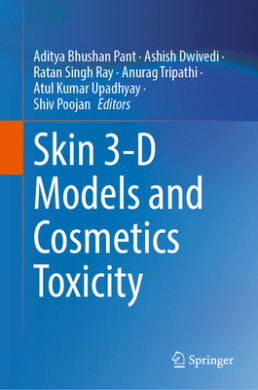 Aditya Bhushan Pant · Ashish Dwivedi ·
Ratan Singh Ray · Anurag Tripathi ·
Atul Kumar Upadhyay ·
Shiv Poojan Editors
Skin 3-D
Models and
Cosmetics
Toxicity
Springer